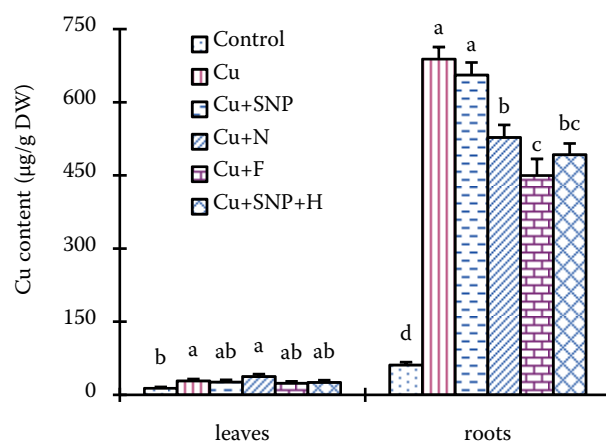 750
600
450
300
150
0
Cu content (μg/g DW)
Control
Cu
Cu+SNP
Cu+N
Cu+F
Cu+SNP+H
b a ab a ab ab
d a a b c bc
leaves roots